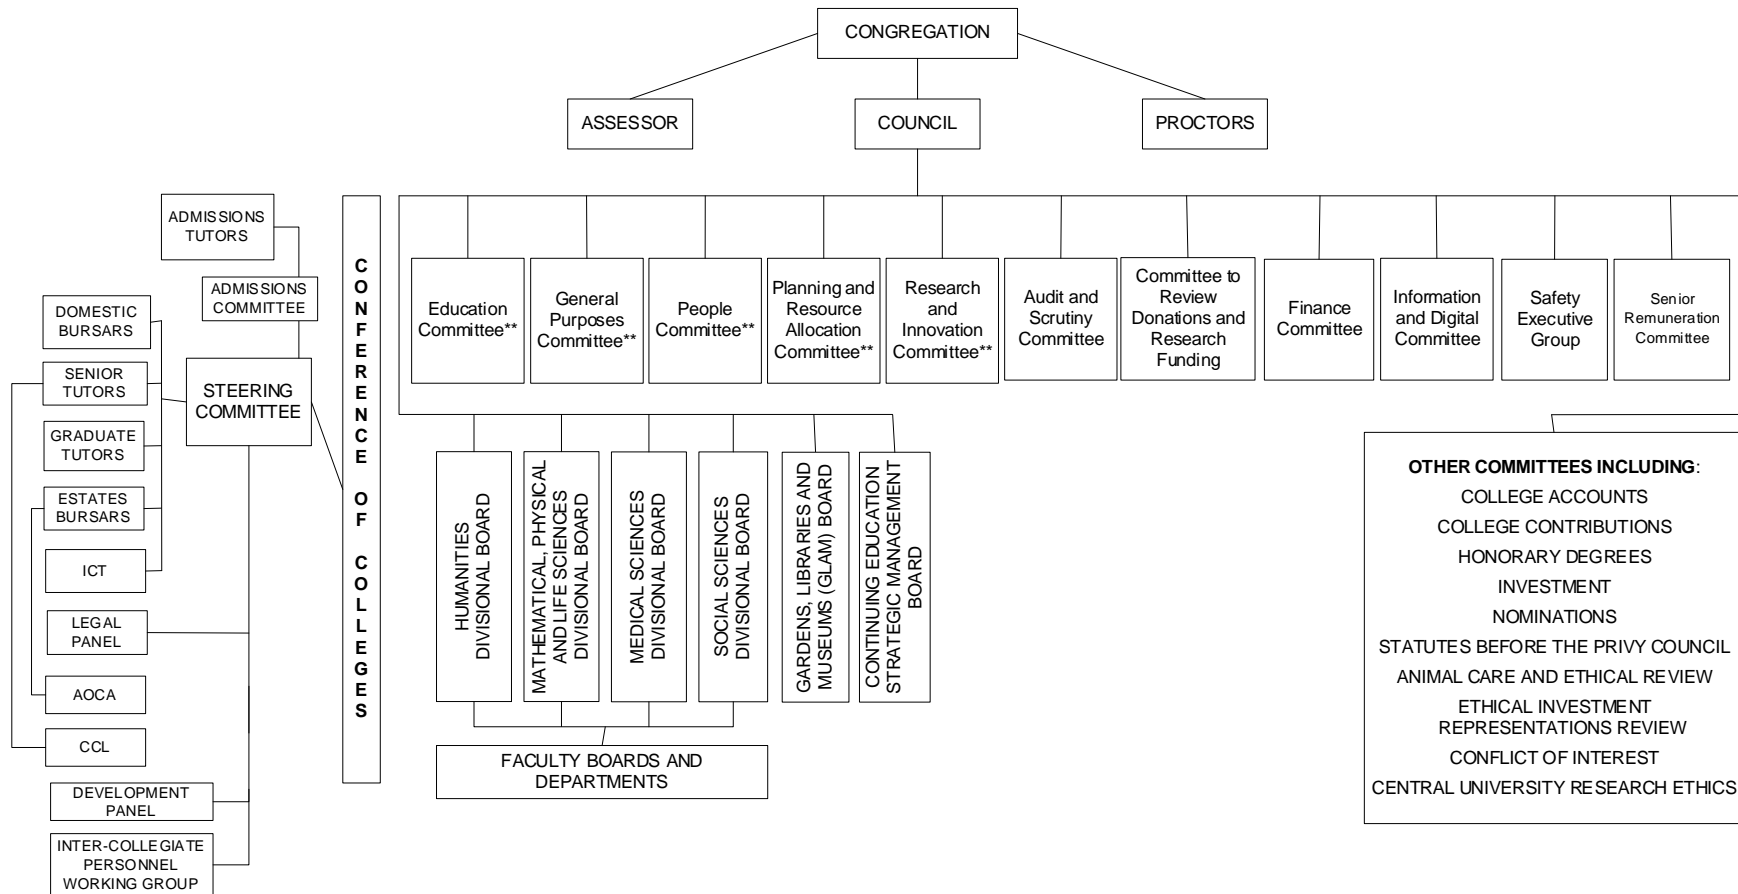 CONGREGATION
ASSESSOR
COUNCIL
PROCTORS
ADMISSIONS
TUTORS
ADMISSIONS
COMMITTEE
DOMESTIC
BURSARS
SENIOR
TUTORS
STEERING
COMMITTEE
GRADUATE
TUTORS
ESTATES
BURSARS
ICT
LEGAL
PANEL
AOCA
CCL
DEVELOPMENT
PANEL
INTER-COLLEGIATE
PERSONNEL
WORKING GROUP
CONFERENCE OF COLLEGES
Education
Committee**
General
Purposes
Committee**
People
Committee**
Planning and
Resource
Allocation
Committee**
Research
and
Innovation
Committee**
Audit and
Scrutiny
Committee
Committee to
Review
Donations and
Research
Funding
Finance
Committee
Information
and Digital
Committee
Safety
Executive
Group
Senior
Remuneration
Committee
HUMANITIES
DIVISIONAL BOARD
MATHEMATICAL, PHYSICAL
AND LIFE SCIENCES
DIVISIONAL BOARD
MEDICAL SCIENCES
DIVISIONAL BOARD
SOCIAL SCIENCES
DIVISIONAL BOARD
GARDENS, LIBRARIES AND
MUSEUMS (GLAM) BOARD
CONTINUING EDUCATION
STRATEGIC MANAGEMENT
BOARD
FACULTY BOARDS AND
DEPARTMENTS
OTHER COMMITTEES INCLUDING:
COLLEGE ACCOUNTS
COLLEGE CONTRIBUTIONS
HONORARY DEGREES
INVESTMENT
NOMINATIONS
STATUTES BEFORE THE PRIVY COUNCIL
ANIMAL CARE AND ETHICAL REVIEW
ETHICAL INVESTMENT
REPRESENTATIONS REVIEW
CONFLICT OF INTEREST
CENTRAL UNIVERSITY RESEARCH ETHICS